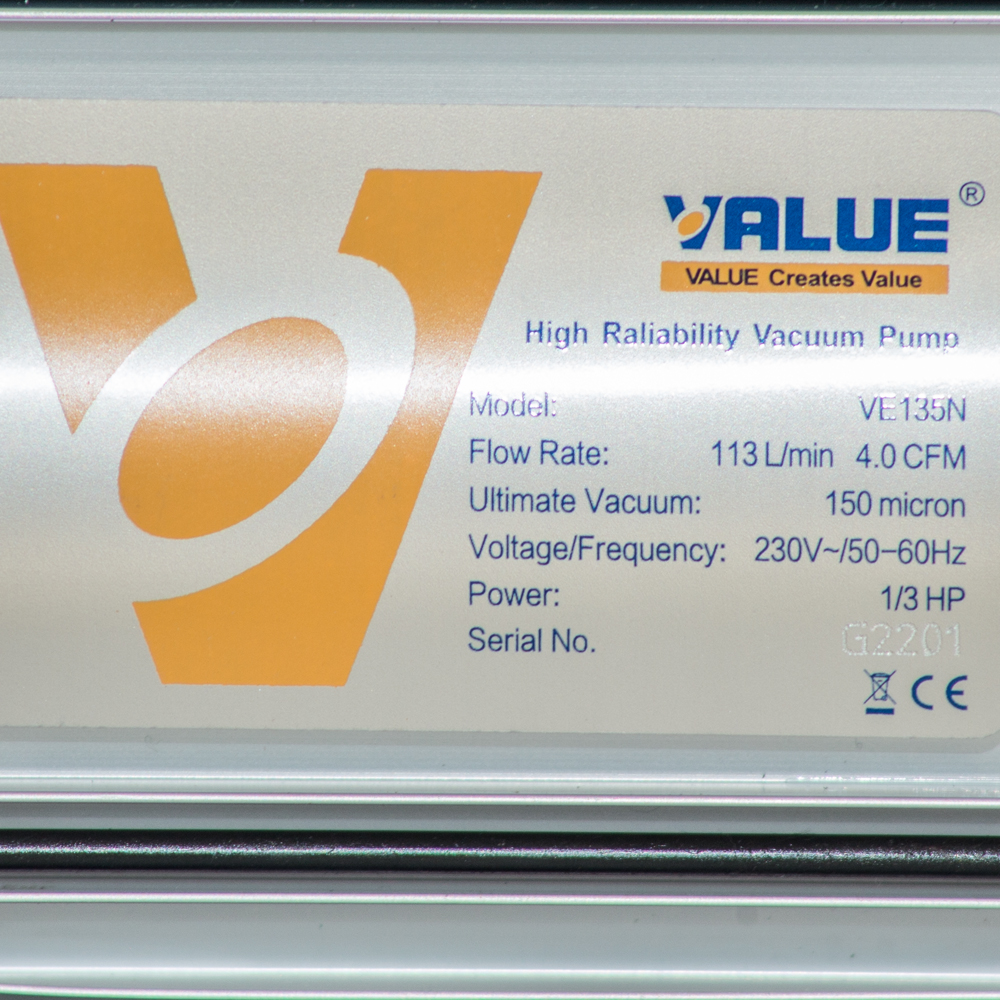 VALUE®
VALUE Creates Value
High Raliability Vacuum Pump
Model: VE135N
Flow Rate: 113 L/min 4.0 CFM
Ultimate Vacuum: 150 micron
Voltage/Frequency: 230V~/50-60Hz
Power: 1/3 HP
Serial No. G2201
CE